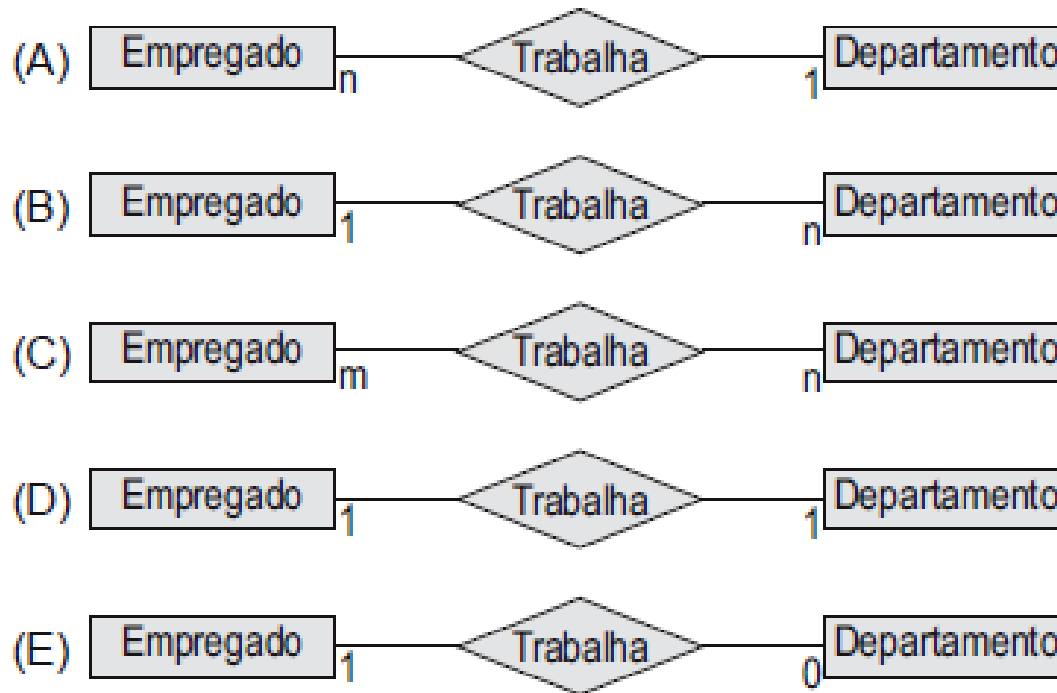 (A) Empregado n Trabalha 1 Departamento
(B) Empregado 1 Trabalha n Departamento
(C) Empregado m Trabalha n Departamento
(D) Empregado 1 Trabalha 1 Departamento
(E) Empregado 1 Trabalha 0 Departamento